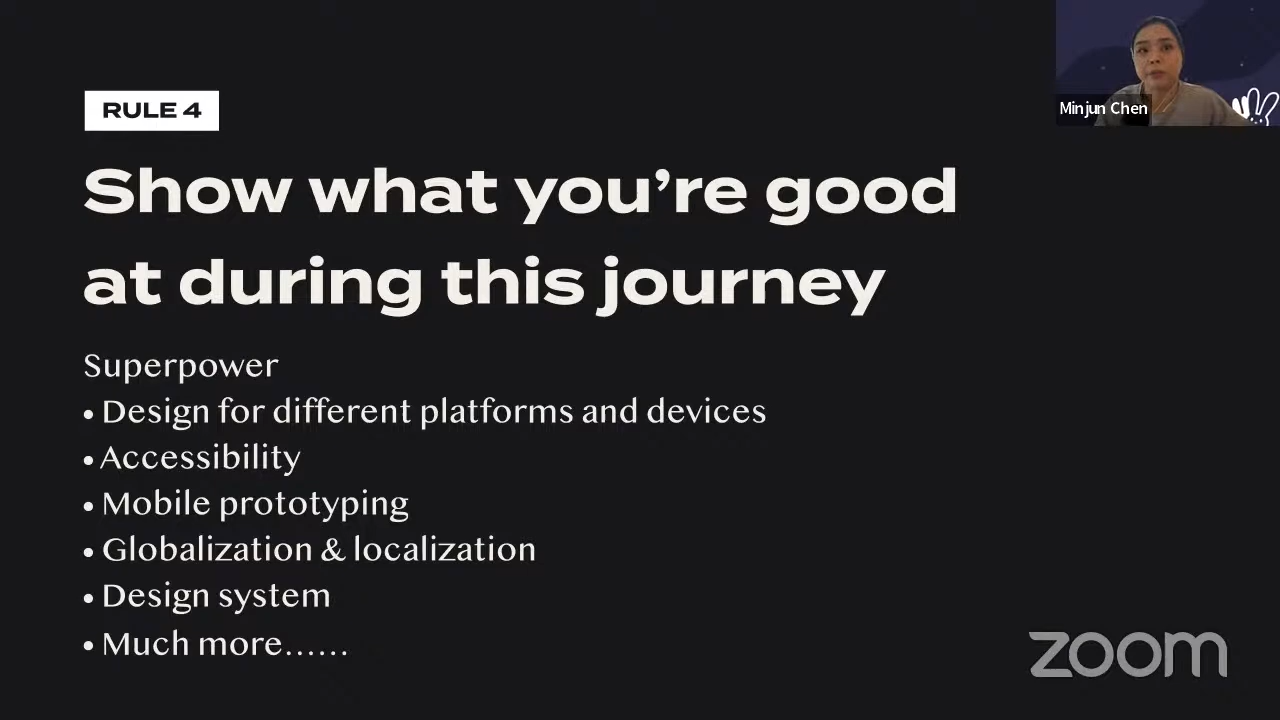 RULE 4
Minjun Chen
Show what you’re good
at during this journey
Superpower
• Design for different platforms and devices
• Accessibility
• Mobile prototyping
• Globalization & localization
• Design system
• Much more……
zoom